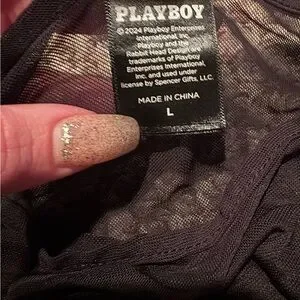 PLAYBOY
© 2024 Playboy Enterprises
International, Inc.
Playboy and the
Rabbit Head Design are
trademarks of Playboy
Enterprises International,
Inc. and used under
license by Spencer Gifts, LLC.
MADE IN CHINA
L